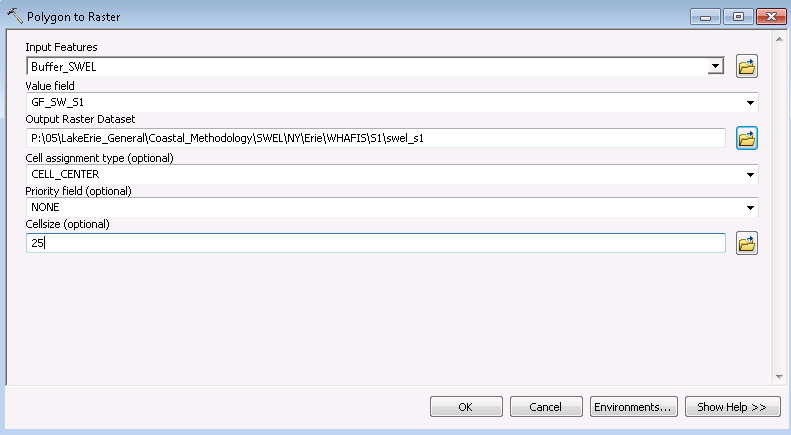 Polygon to Raster
Input Features
Buffer_SWEL
Value field
GF_SW_S1
Output Raster Dataset
P:\05\LakeErie_General\Coastal_Methodology\SWEL\NY\Erie\WHAFIS\S1\swel_s1
Cell assignment type (optional)
CELL_CENTER
Priority field (optional)
NONE
Cellsize (optional)
25
OK Cancel Environments... Show Help >>